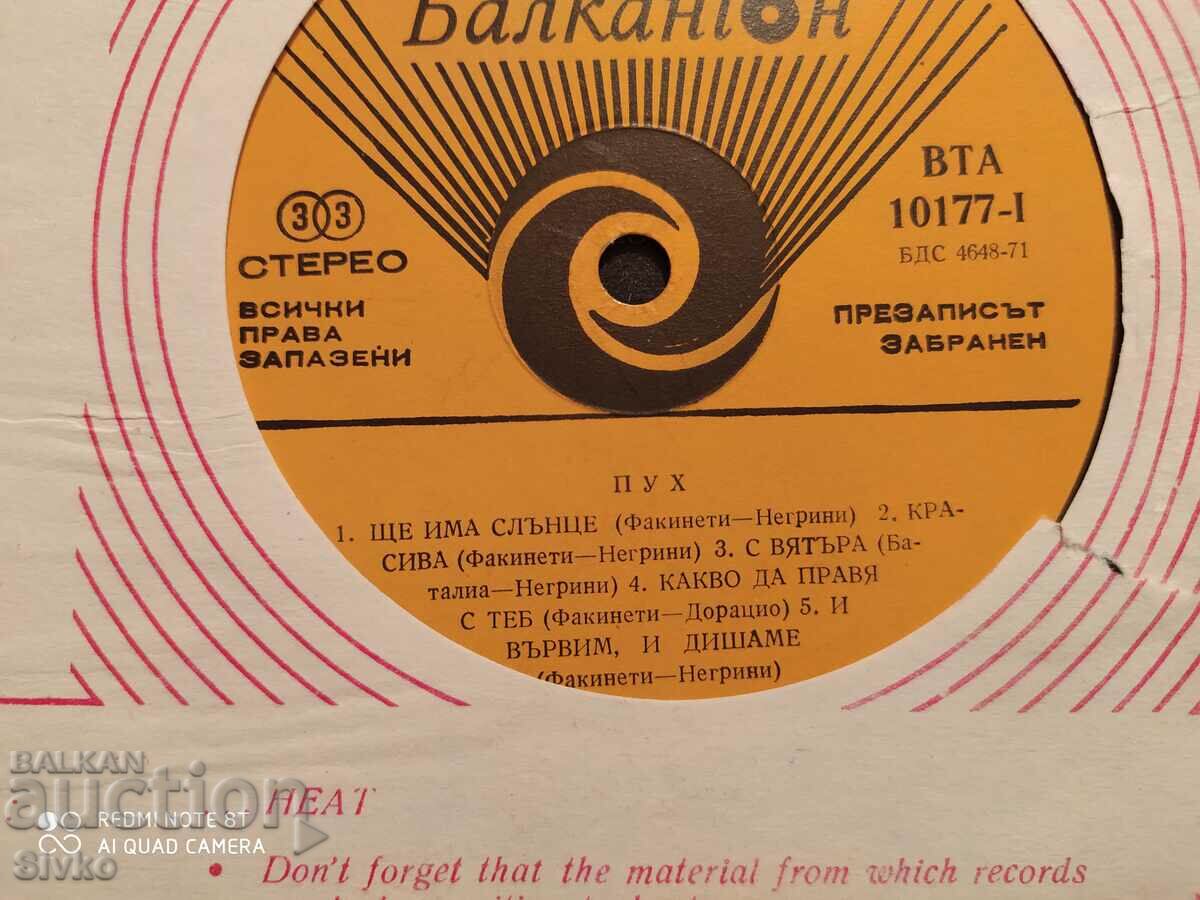 Балкантон
ВТА
10177-I
БДС 4648-71
33
СТЕРЕО
ВСИЧКИ
ПРАВА
ЗАПАЗЕНИ
ПРЕЗАПИСЪТ
ЗАБРАНЕН
ПУХ
1. ЩЕ ИМА СЛЪНЦЕ (Факинети—Негрини) 2. КРА-
СИВА (Факинети—Негрини) 3. С ВЯТЪРА (Ба-
талиа—Негрини) 4. КАКВО ДА ПРАВЯ
С ТЕБ (Факинети—Дорацио) 5. И
ВЪРВИМ, И ДИШАМЕ
(Факинети—Негрини)
BALKAN
auction
• HEAT
REDMI NOTE 8T
AI QUAD CAMERA
Sivko
• Don't forget that the material from which records